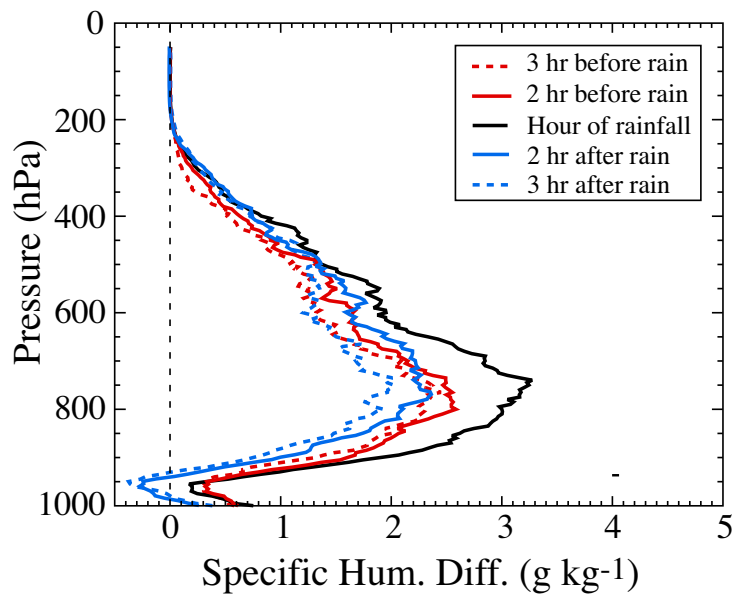 0
200
400
600
800
1000
Pressure (hPa)
3 hr before rain
2 hr before rain
Hour of rainfall
2 hr after rain
3 hr after rain
0 1 2 3 4 5
Specific Hum. Diff. (g kg-1)